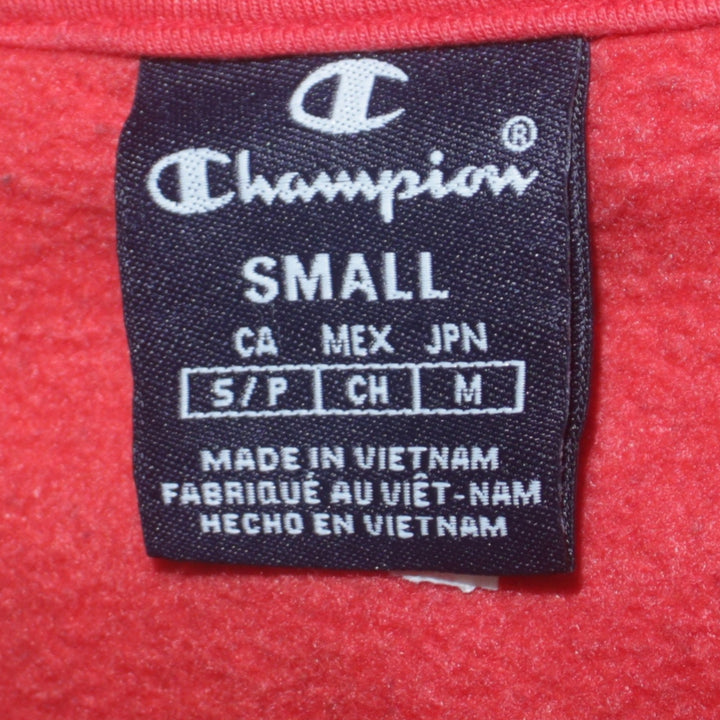 C
Champion®
SMALL
CA MEX JPN
S/P CH M
MADE IN VIETNAM
FABRIQUÉ AU VIÊT-NAM
HECHO EN VIETNAM